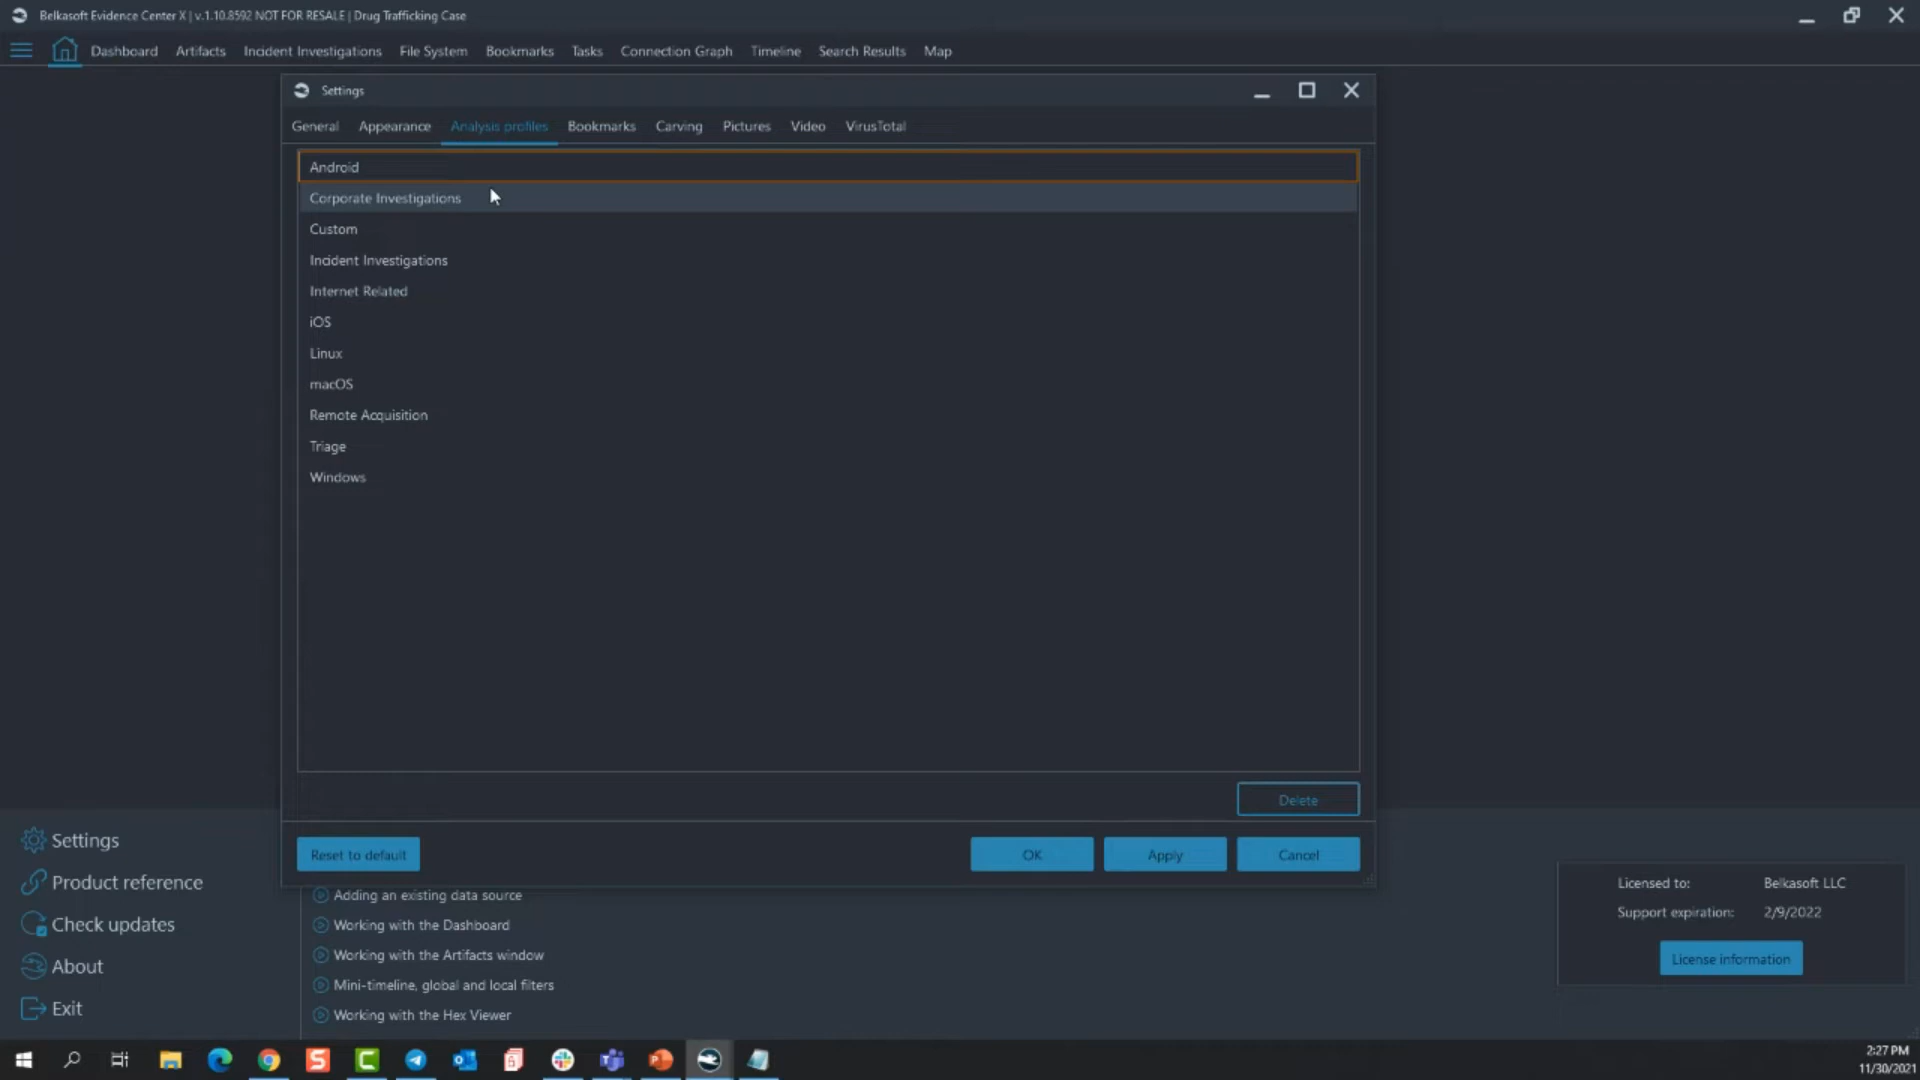 Belkasoft Evidence Center X | v.1.10.8592 NOT FOR RESALE | Drug Trafficking Case
Dashboard Artifacts Incident Investigations File System Bookmarks Tasks Connection Graph Timeline Search Results Map
Settings
General Appearance Analysis profiles Bookmarks Carving Pictures Video VirusTotal
Android
Corporate Investigations
Custom
Incident Investigations
Internet Related
iOS
Linux
macOS
Remote Acquisition
Triage
Windows
Delete
Reset to default OK Apply Cancel
Settings
Product reference
Check updates
About
Exit
Adding an existing data source
Working with the Dashboard
Working with the Artifacts window
Mini-timeline, global and local filters
Working with the Hex Viewer
Licensed to: Belkasoft LLC
Support expiration: 2/9/2022
License information
2:27 PM
11/30/2021